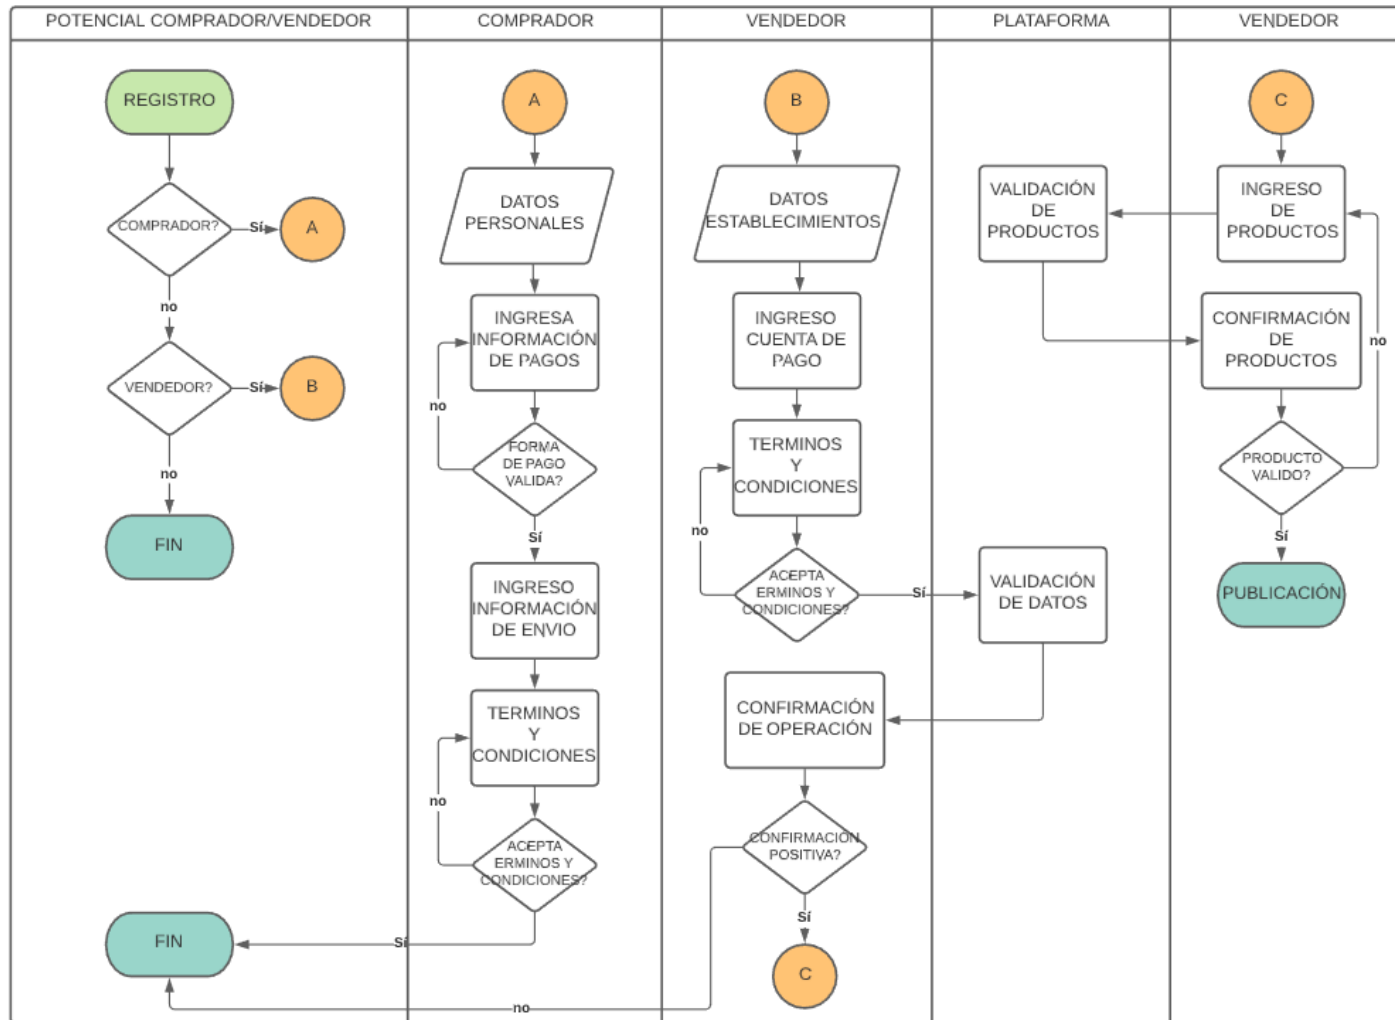 POTENCIAL COMPRADOR/VENDEDOR
COMPRADOR
VENDEDOR
PLATAFORMA
VENDEDOR
REGISTRO
COMPRADOR?
Sí
A
no
VENDEDOR?
Sí
B
no
FIN
FIN
A
DATOS
PERSONALES
INGRESA
INFORMACIÓN
DE PAGOS
no
FORMA
DE PAGO
VALIDA?
Sí
INGRESO
INFORMACIÓN
DE ENVIO
TERMINOS
Y
CONDICIONES
no
ACEPTA
ERMINOS Y
CONDICIONES?
Sí
B
DATOS
ESTABLECIMIENTOS
INGRESO
CUENTA DE
PAGO
TERMINOS
Y
CONDICIONES
no
ACEPTA
ERMINOS Y
CONDICIONES?
Sí
CONFIRMACIÓN
DE OPERACIÓN
CONFIRMACIÓN
POSITIVA?
Sí
C
no
VALIDACIÓN
DE
PRODUCTOS
VALIDACIÓN
DE DATOS
C
INGRESO
DE
PRODUCTOS
CONFIRMACIÓN
DE
PRODUCTOS
no
PRODUCTO
VALIDO?
Sí
PUBLICACIÓN